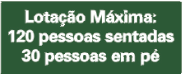 Lotação Máxima:
120 pessoas sentadas
30 pessoas em pé